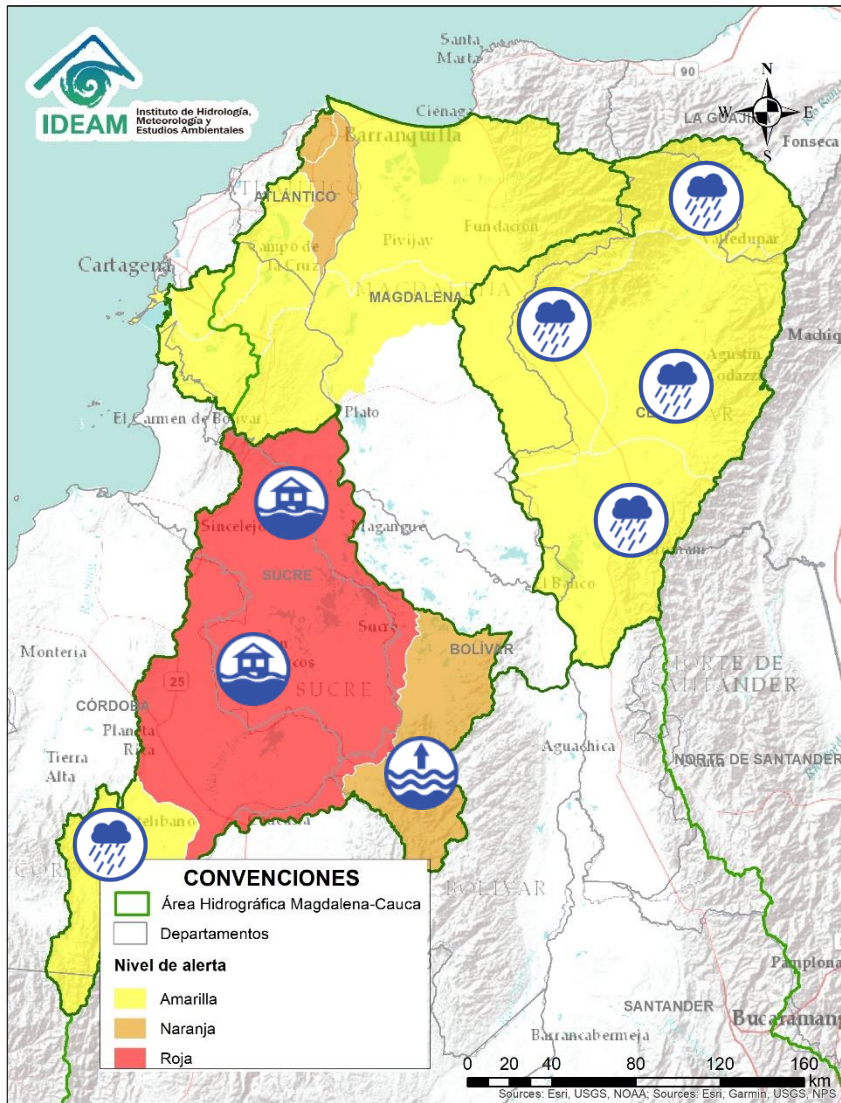 Santa
Marta
90
N
W
E
S
IDEAM
Instituto de Hidrología,
Meteorología y
Estudios Ambientales
Ciénaga
LA GUAJIRA
Fonseca
Barranquilla
ATLÁNTICO
Valledupar
Fundación
Campo de
la Cruz
Pivijay
Cartagena
MAGDALENA
MAGDALENA
Agustín
El Carmen de Bolívar
Plato
Sincelejo
Magangue
SUCRE
El Banco
Sucre
BOLÍVAR
Montería
SUCRE
25
NORTE DE
SANTANDER
CÓRDOBA
Planeta
Rica
Aguachica
Tierra
Alta
NORTE DE SANTANDER
BOLÍVAR
CONVENCIONES
Área Hidrográfica Magdalena-Cauca
Departamentos
Nivel de alerta
Amarilla
Naranja
Roja
Pamplona
SANTANDER
Bucaramang
Barrancabermeja
0 20 40 80 120 160
km
Sources: Esri, USGS, NOAA; Sources: Esri, Garmin, USGS, NPS